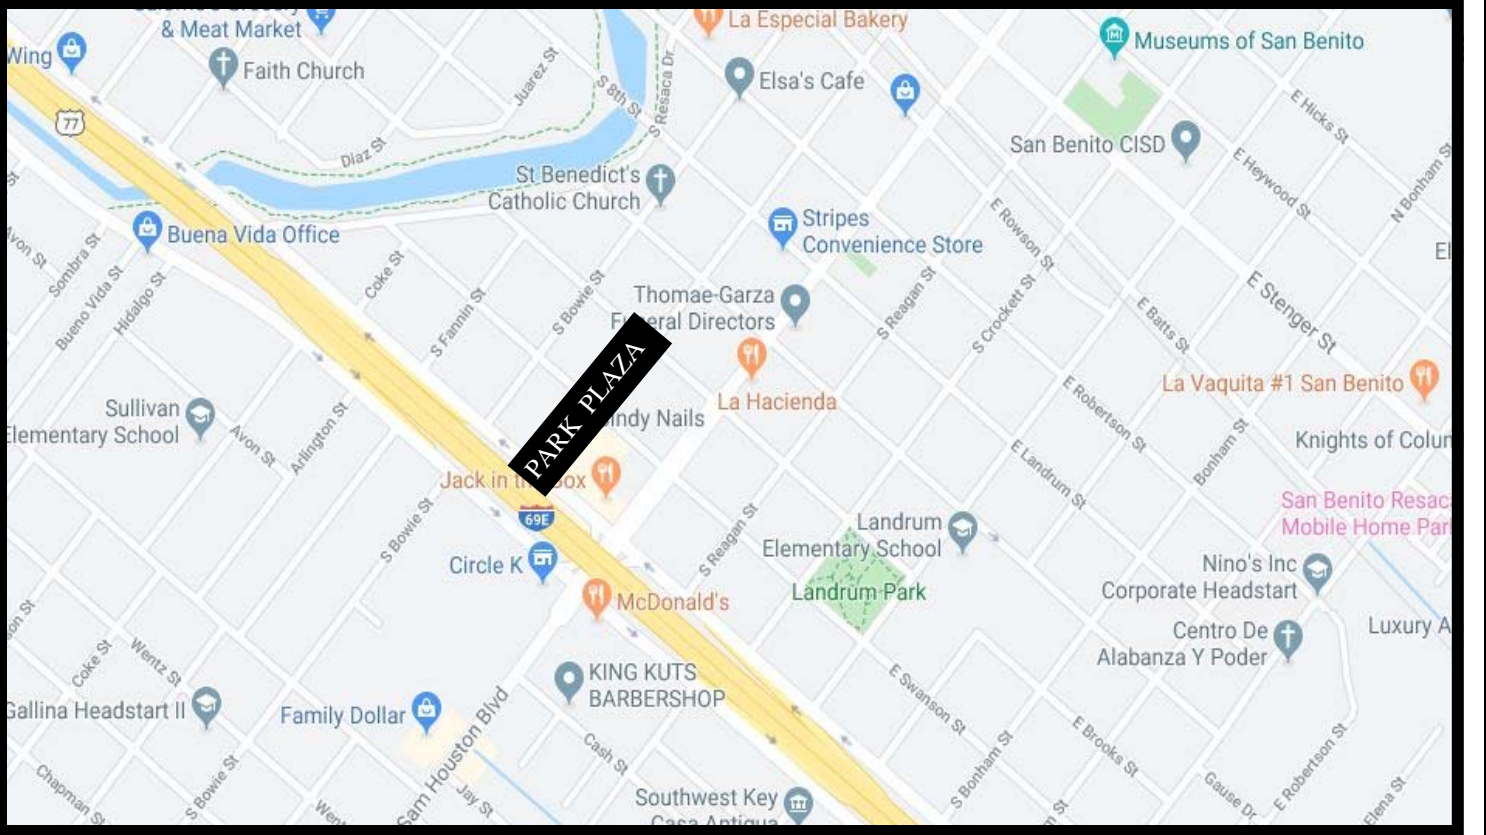 & Meat Market
La Especial Bakery
Museums of San Benito
Wing
Faith Church
Juarez St
S 8th St
S Resaca Dr
Elsa's Cafe
E Hicks St
77
Diaz St
San Benito CISD
E Heywood St
N Bonham St
St Benedict's
Catholic Church
Stripes
Convenience Store
E Rowson St
Buena Vida Office
Avon St
Sombra St
Bueno Vida St
Hidalgo St
Coke St
S Fannin St
S Bowie St
Thomae-Garza
Funeral Directors
S Reagan St
S Crockett St
E Batts St
E Stenger St
PARK PLAZA
La Hacienda
La Vaquita #1 San Benito
Sullivan
Elementary School
Avon St
Arlington St
Nails
E Robertson St
Bonham St
Knights of Colum
E Landrum St
Jack in the Box
69E
San Benito Resac
Mobile Home Par
S Bowie St
S Reagan St
Landrum
Elementary School
Circle K
Landrum Park
McDonald's
Nino's Inc
Corporate Headstart
Centro De
Alabanza Y Poder
Luxury A
Coke St
Wentz St
KING KUTS
BARBERSHOP
E Swanson St
Gallina Headstart II
Family Dollar
Sam Houston Blvd
Cash St
E Brooks St
S Bonham St
E Robertson St
Chapman St
S Bowie St
Jay St
Southwest Key
Casa Antigua
Gause Dr
Elena St